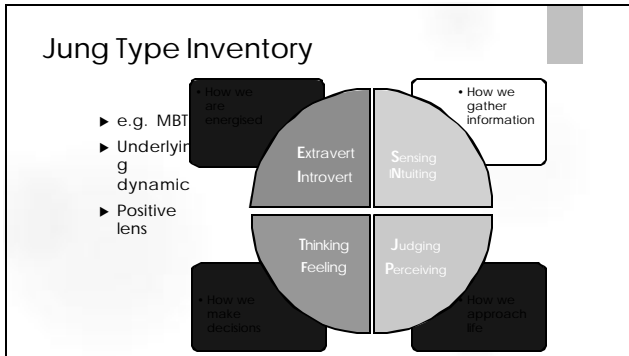 Jung Type Inventory
▶ e.g. MBT
▶ Underlyin
g
dynamic
▶ Positive
lens
• How we
are
energised
• How we
gather
information
Extravert
Introvert
Sensing
iNtuiting
Thinking
Feeling
Judging
Perceiving
• How we
make
decisions
• How we
approach
life